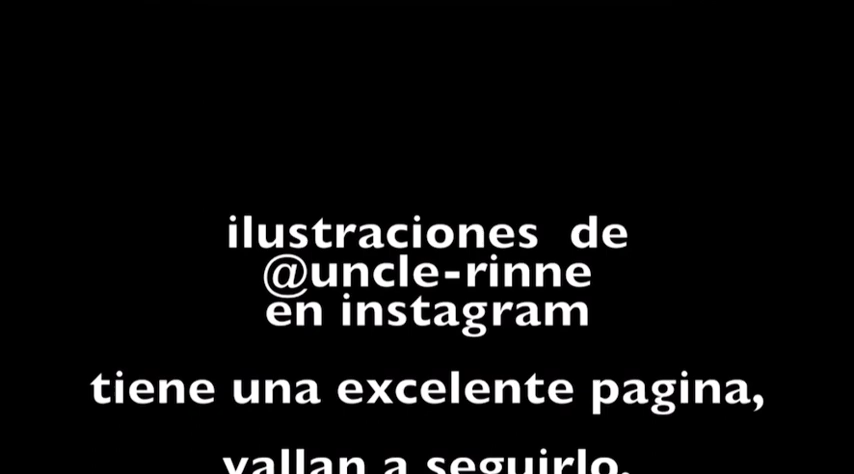 ilustraciones de
@uncle-rinne
en instagram
tiene una excelente pagina,
vallan a seguirlo.